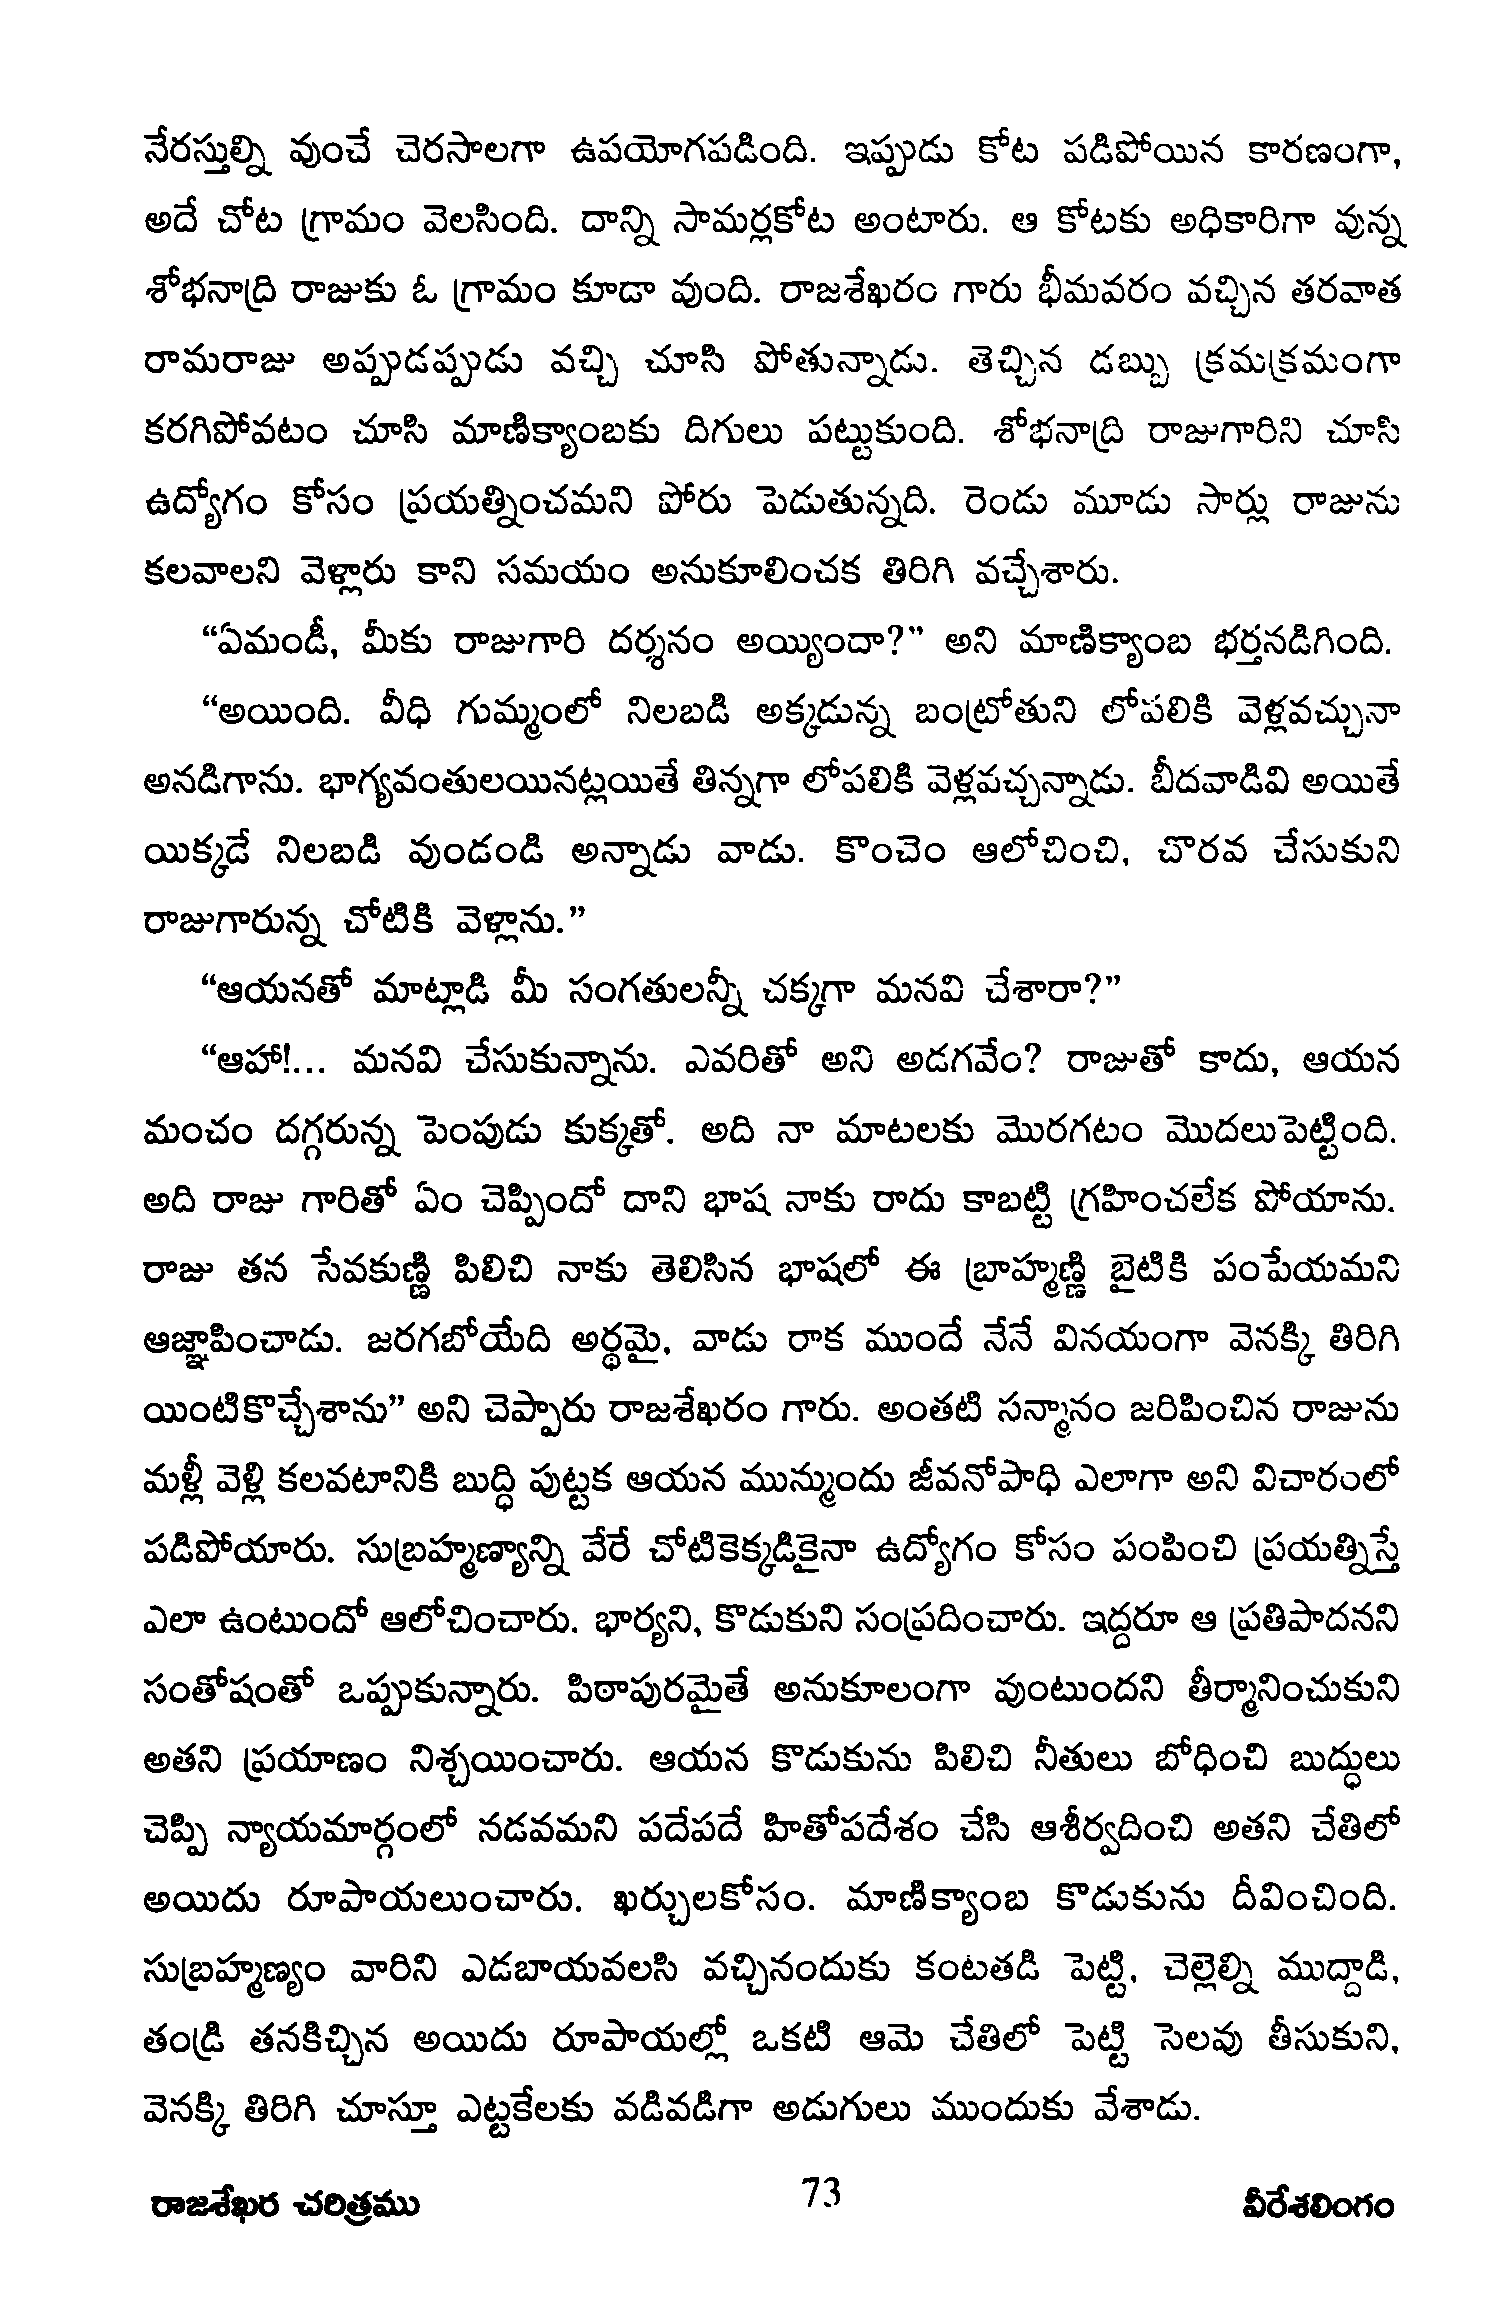 నేరస్తుల్ని వుంచే చెరసాలగా ఉపయోగపడింది. ఇప్పుడు కోట పడిపోయిన కారణంగా,
అదే చోట గ్రామం వెలసింది. దాన్ని సామర్లకోట అంటారు. ఆ కోటకు అధికారిగా వున్న
శోభనాద్రి రాజుకు ఓ గ్రామం కూడా వుంది. రాజశేఖరం గారు భీమవరం వచ్చిన తరవాత
రామరాజు అప్పుడప్పుడు వచ్చి చూసి పోతున్నాడు. తెచ్చిన డబ్బు క్రమక్రమంగా
కరగిపోవటం చూసి మాణిక్యాంబకు దిగులు పట్టుకుంది. శోభనాద్రి రాజుగారిని చూసి
ఉద్యోగం కోసం ప్రయత్నించమని పోరు పెడుతున్నది. రెండు మూడు సార్లు రాజును
కలవాలని వెళ్లారు కాని సమయం అనుకూలించక తిరిగి వచ్చేశారు.
“ఏమండీ, మీకు రాజుగారి దర్శనం అయ్యిందా?” అని మాణిక్యాంబ భర్తనడిగింది.
“అయింది. వీధి గుమ్మంలో నిలబడి అక్కడున్న బంట్రోతుని లోపలికి వెళ్లవచ్చునా
అనడిగాను. భాగ్యవంతులయినట్లయితే తిన్నగా లోపలికి వెళ్లవచ్చన్నాడు. బీదవాడివి అయితే
యిక్కడే నిలబడి వుండండి అన్నాడు వాడు. కొంచెం ఆలోచించి, చొరవ చేసుకుని
రాజుగారున్న చోటికి వెళ్లాను.”
“ఆయనతో మాట్లాడి మీ సంగతులన్నీ చక్కగా మనవి చేశారా?”
“ఆహా!... మనవి చేసుకున్నాను. ఎవరితో అని అడగవేం? రాజుతో కాదు, ఆయన
మంచం దగ్గరున్న పెంపుడు కుక్కతో. అది నా మాటలకు మొరగటం మొదలుపెట్టింది.
అది రాజు గారితో ఏం చెప్పిందో దాని భాష నాకు రాదు కాబట్టి గ్రహించలేక పోయాను.
రాజు తన సేవకుణ్ణి పిలిచి నాకు తెలిసిన భాషలో ఈ బ్రాహ్మణ్ణి బైటికి పంపేయమని
ఆజ్ఞాపించాడు. జరగబోయేది అర్థమై, వాడు రాక ముందే నేనే వినయంగా వెనక్కి తిరిగి
యింటికొచ్చేశాను” అని చెప్పారు రాజశేఖరం గారు. అంతటి సన్మానం జరిపించిన రాజును
మళ్లీ వెళ్లి కలవటానికి బుద్ధి పుట్టక ఆయన మున్ముందు జీవనోపాధి ఎలాగా అని విచారంలో
పడిపోయారు. సుబ్రహ్మణ్యాన్ని వేరే చోటికెక్కడికైనా ఉద్యోగం కోసం పంపించి ప్రయత్నిస్తే
ఎలా ఉంటుందో ఆలోచించారు. భార్యని, కొడుకుని సంప్రదించారు. ఇద్దరూ ఆ ప్రతిపాదనని
సంతోషంతో ఒప్పుకున్నారు. పిఠాపురమైతే అనుకూలంగా వుంటుందని తీర్మానించుకుని
అతని ప్రయాణం నిశ్చయించారు. ఆయన కొడుకును పిలిచి నీతులు బోధించి బుద్ధులు
చెప్పి న్యాయమార్గంలో నడవమని పదేపదే హితోపదేశం చేసి ఆశీర్వదించి అతని చేతిలో
అయిదు రూపాయలుంచారు. ఖర్చులకోసం. మాణిక్యాంబ కొడుకును దీవించింది.
సుబ్రహ్మణ్యం వారిని ఎడబాయవలసి వచ్చినందుకు కంటతడి పెట్టి, చెల్లెల్ని ముద్దాడి,
తండ్రి తనకిచ్చిన అయిదు రూపాయల్లో ఒకటి ఆమె చేతిలో పెట్టి సెలవు తీసుకుని,
వెనక్కి తిరిగి చూస్తూ ఎట్టకేలకు వడివడిగా అడుగులు ముందుకు వేశాడు.
రాజశేఖర చరిత్రము 73 వీరేశలింగం